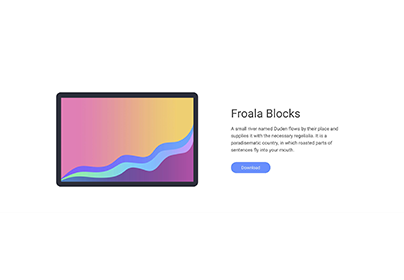 Froala Blocks
A small river named Duden flows by their place and
supplies it with the necessary regelialia. It is a
paradisematic country, in which roasted parts of
sentences fly into your mouth.
Download